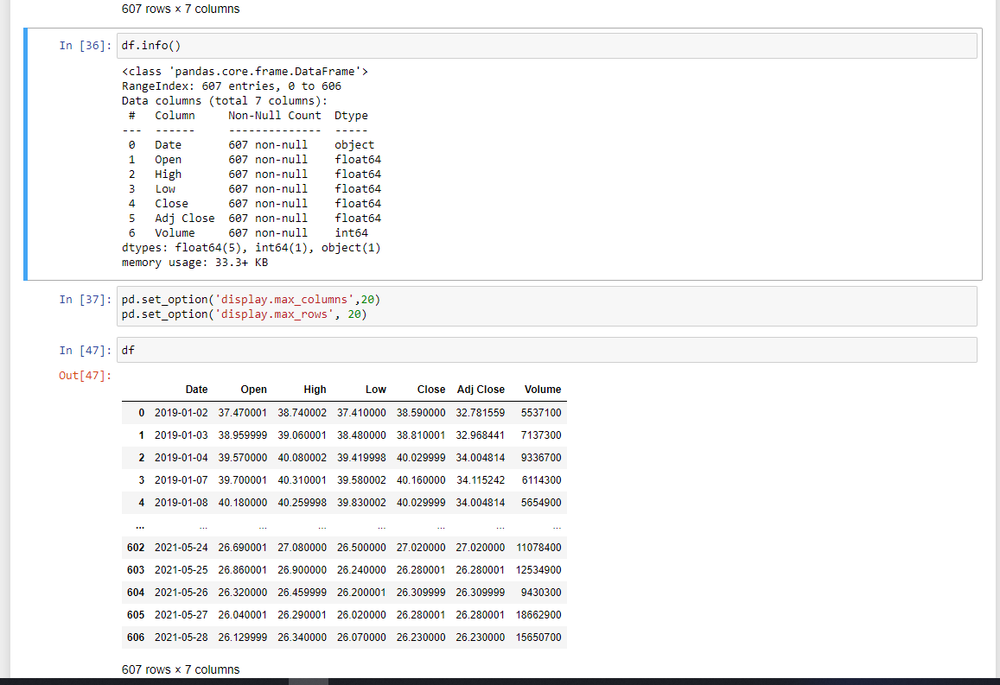 607 rows × 7 columns
In [36]: df.info()
<class 'pandas.core.frame.DataFrame'>
RangeIndex: 607 entries, 0 to 606
Data columns (total 7 columns):
 #   Column     Non-Null Count  Dtype
---  ------     --------------  -----
 0   Date       607 non-null    object
 1   Open       607 non-null    float64
 2   High       607 non-null    float64
 3   Low        607 non-null    float64
 4   Close      607 non-null    float64
 5   Adj Close  607 non-null    float64
 6   Volume     607 non-null    int64
dtypes: float64(5), int64(1), object(1)
memory usage: 33.3+ KB
In [37]: pd.set_option('display.max_columns',20)
pd.set_option('display.max_rows', 20)
In [47]: df
Out[47]:
Date Open High Low Close Adj Close Volume
0 2019-01-02 37.470001 38.740002 37.410000 38.590000 32.781559 5537100
1 2019-01-03 38.959999 39.060001 38.480000 38.810001 32.968441 7137300
2 2019-01-04 39.570000 40.080002 39.419998 40.029999 34.004814 9336700
3 2019-01-07 39.700001 40.310001 39.580002 40.160000 34.115242 6114300
4 2019-01-08 40.180000 40.259998 39.830002 40.029999 34.004814 5654900
... ... ... ... ... ... ... ...
602 2021-05-24 26.690001 27.080000 26.500000 27.020000 27.020000 11078400
603 2021-05-25 26.860001 26.900000 26.240000 26.280001 26.280001 12534900
604 2021-05-26 26.320000 26.459999 26.200001 26.309999 26.309999 9430300
605 2021-05-27 26.040001 26.290001 26.020000 26.280001 26.280001 18662900
606 2021-05-28 26.129999 26.340000 26.070000 26.230000 26.230000 15650700
607 rows × 7 columns